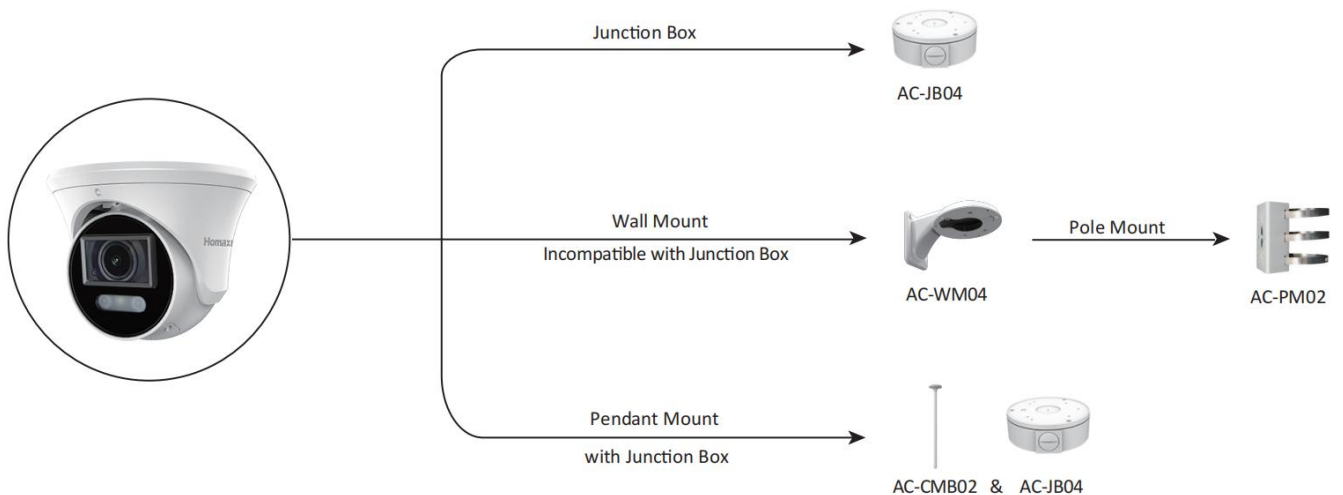 Junction Box
AC-JB04
Homaxi
Wall Mount
Incompatible with Junction Box
AC-WM04
Pole Mount
AC-PM02
Pendant Mount
with Junction Box
AC-CMB02 & AC-JB04